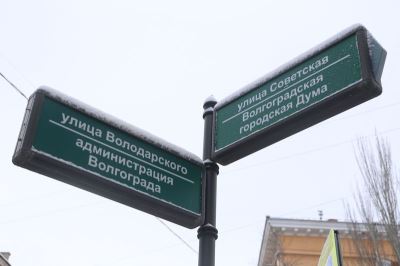 улица Володарского
администрация
Волгограда
улица Советская
Волгоградская
городская Дума